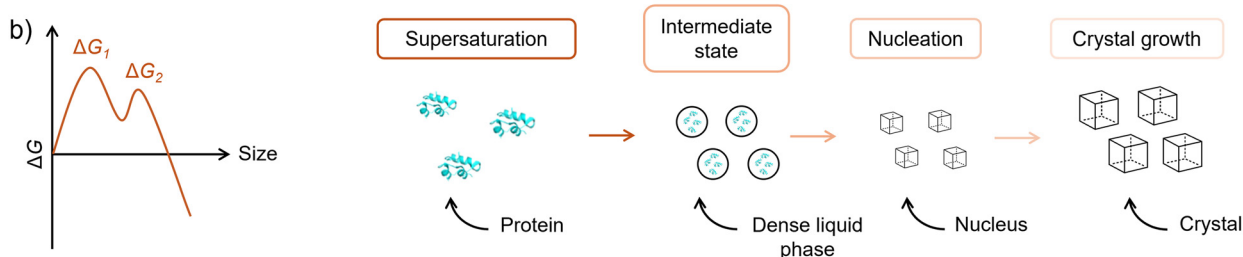 b)
ΔG₁
ΔG₂
ΔG
Size
Supersaturation
Intermediate
state
Nucleation
Crystal growth
Protein
Dense liquid
phase
Nucleus
Crystal